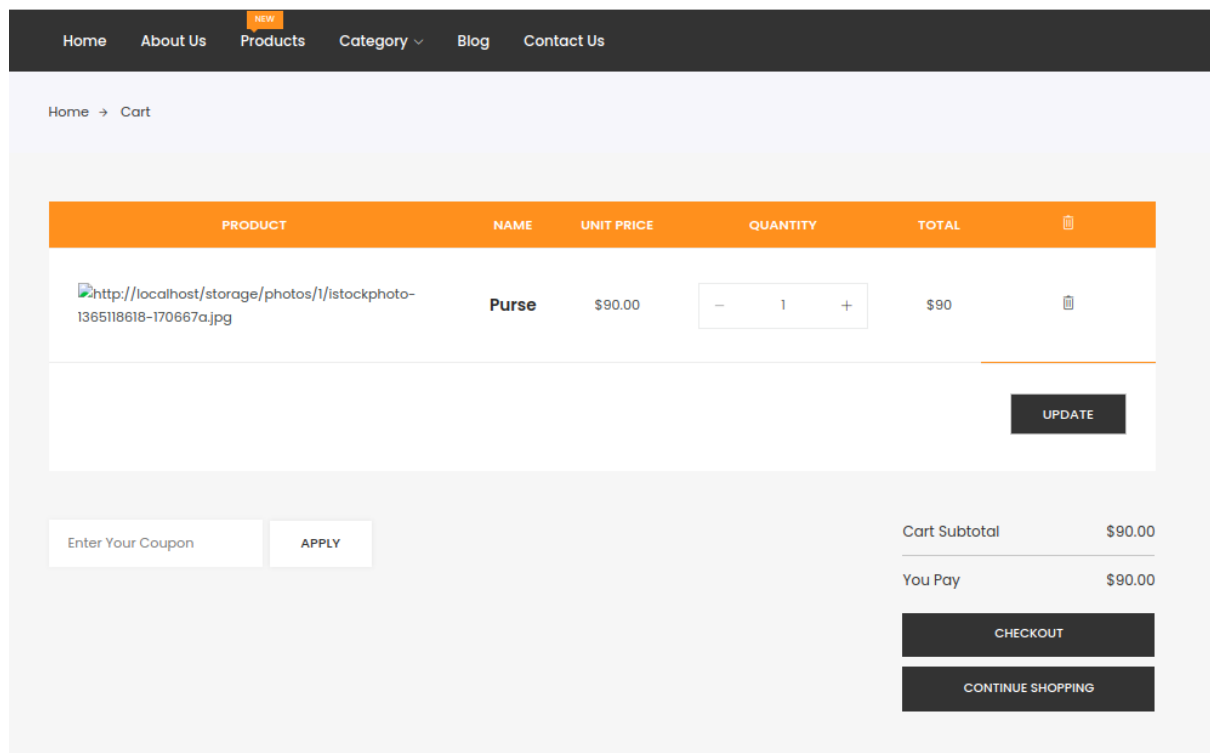 NEW
Home About Us Products Category Blog Contact Us
Home → Cart
PRODUCT NAME UNIT PRICE QUANTITY TOTAL
http://localhost/storage/photos/1/istockphoto-
1365118618-170667a.jpg
Purse $90.00 − 1 + $90
UPDATE
Enter Your Coupon APPLY
Cart Subtotal $90.00
You Pay $90.00
CHECKOUT
CONTINUE SHOPPING